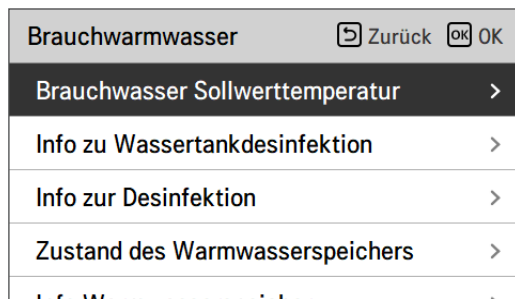 Brauchwarmwasser Zurück OK OK
Brauchwasser Sollwerttemperatur >
Info zu Wassertankdesinfektion >
Info zur Desinfektion >
Zustand des Warmwasserspeichers >